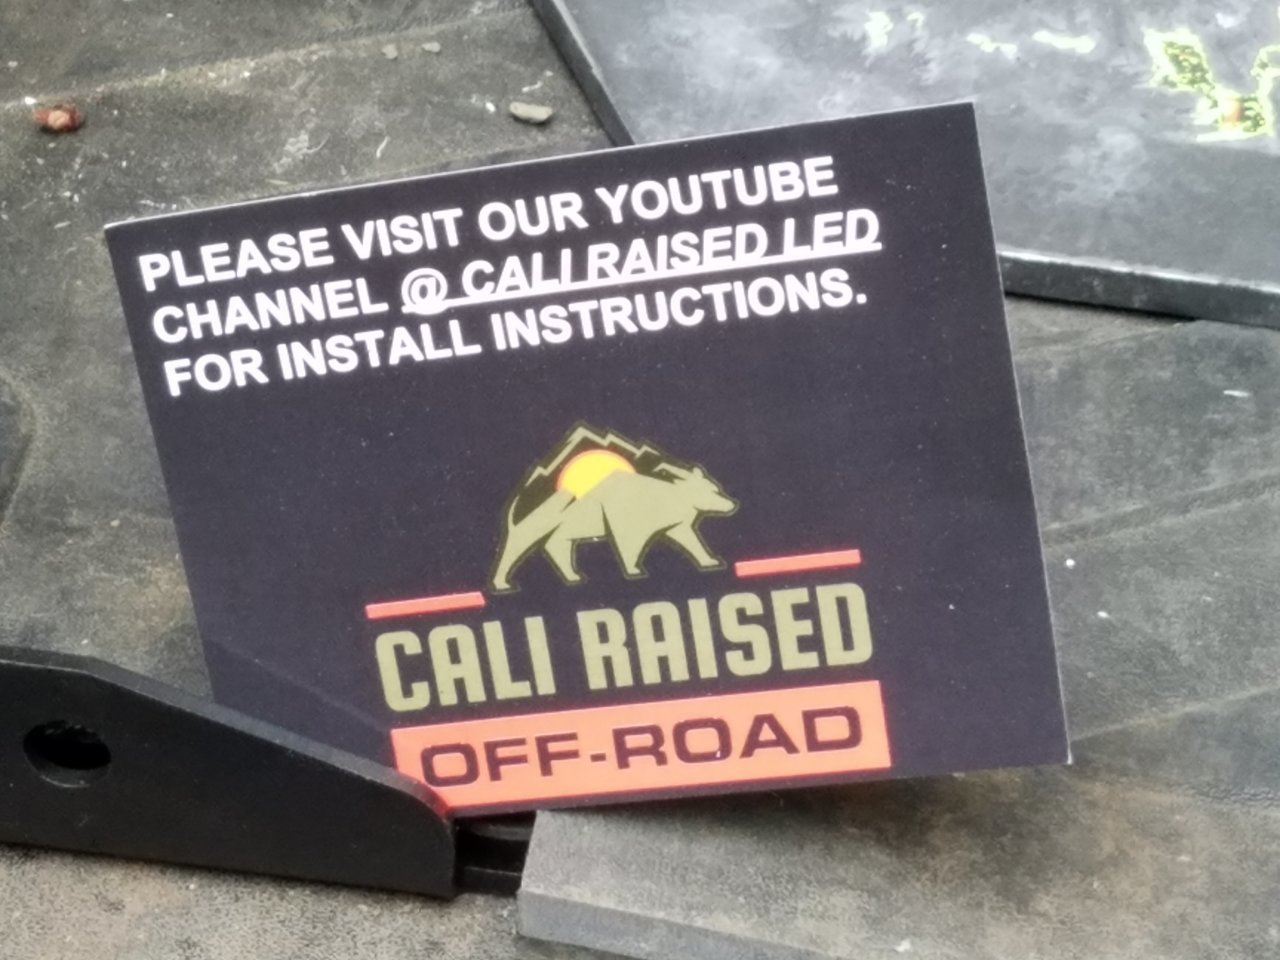 PLEASE VISIT OUR YOUTUBE
CHANNEL @ CALI RAISED LED
FOR INSTALL INSTRUCTIONS.
CALI RAISED
OFF-ROAD